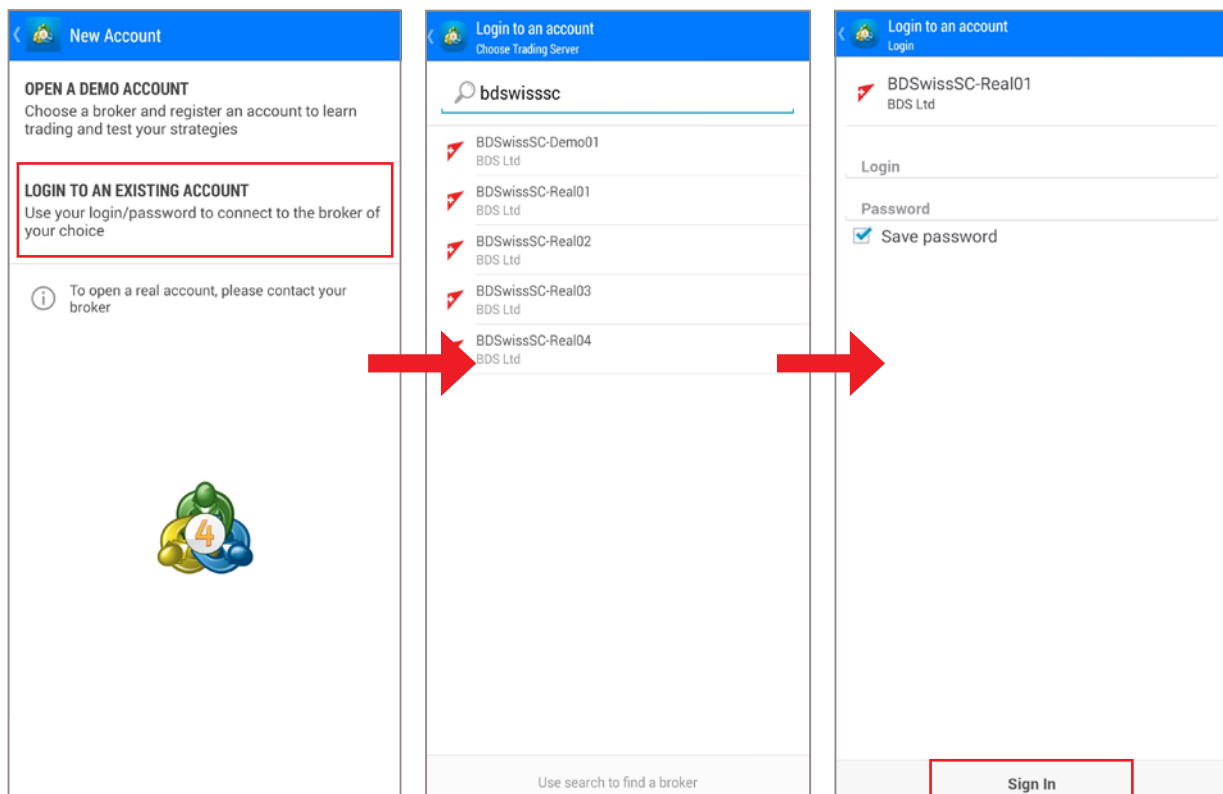 New Account
OPEN A DEMO ACCOUNT
Choose a broker and register an account to learn
trading and test your strategies
LOGIN TO AN EXISTING ACCOUNT
Use your login/password to connect to the broker of
your choice
To open a real account, please contact your
broker
4
Login to an account
Choose Trading Server
bdswisssc
BDSwissSC-Demo01
BDS Ltd
BDSwissSC-Real01
BDS Ltd
BDSwissSC-Real02
BDS Ltd
BDSwissSC-Real03
BDS Ltd
BDSwissSC-Real04
BDS Ltd
Use search to find a broker
Login to an account
Login
BDSwissSC-Real01
BDS Ltd
Login
Password
Save password
Sign In